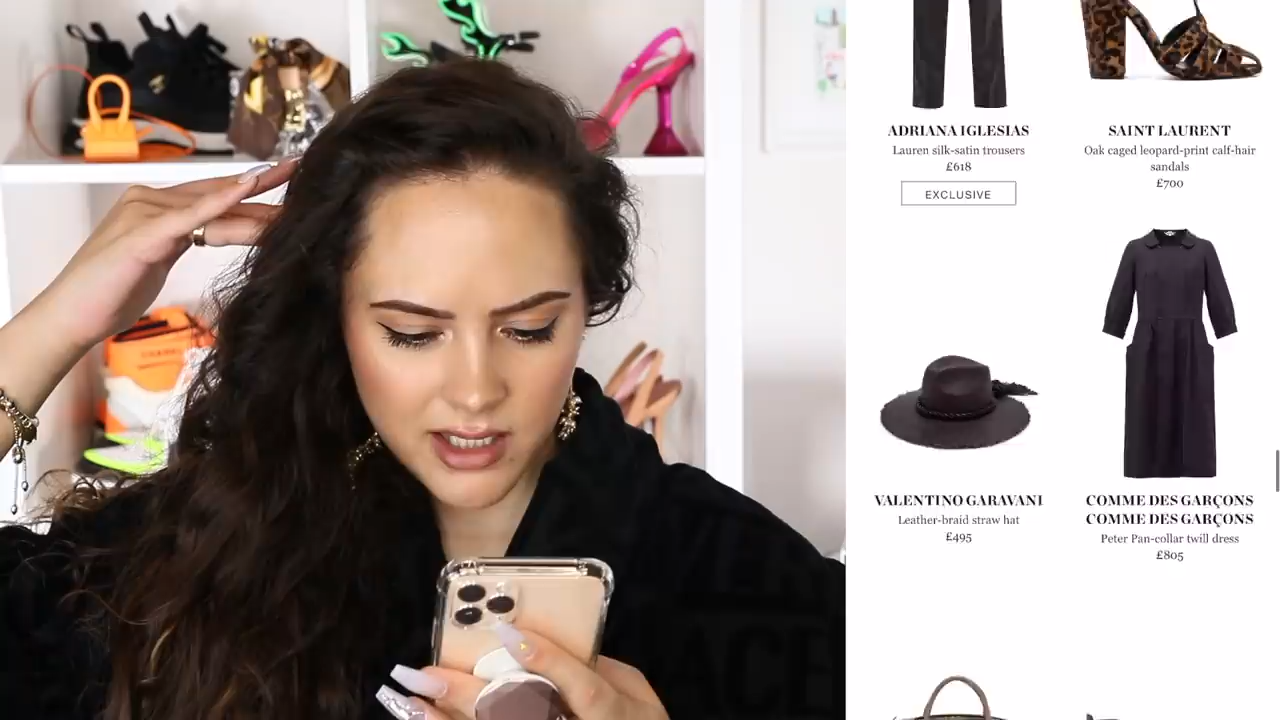 ADRIANA IGLESIAS
Lauren silk-satin trousers
£618
EXCLUSIVE
SAINT LAURENT
Oak caged leopard-print calf-hair
sandals
£700
VALENTINO GARAVANI
Leather-braid straw hat
£495
COMME DES GARÇONS
COMME DES GARÇONS
Peter Pan-collar twill dress
£805